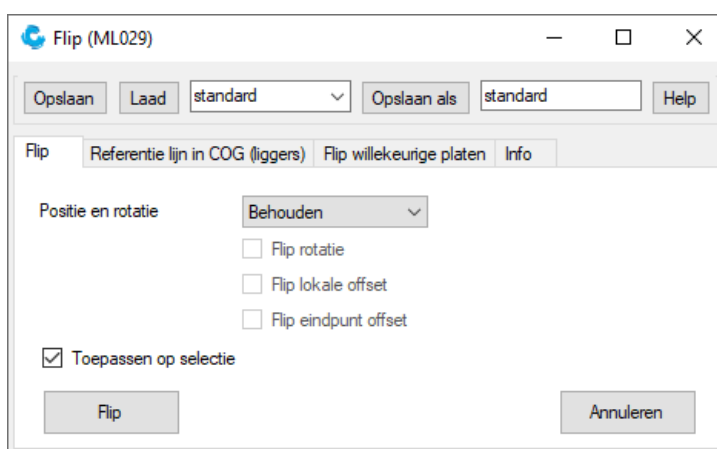 Flip (ML029)
Opslaan Laad standard Opslaan als standard Help
Flip Referentie lijn in COG (liggers) Flip willekeurige platen Info
Positie en rotatie Behouden
Flip rotatie
Flip lokale offset
Flip eindpunt offset
Toepassen op selectie
Flip Annuleren